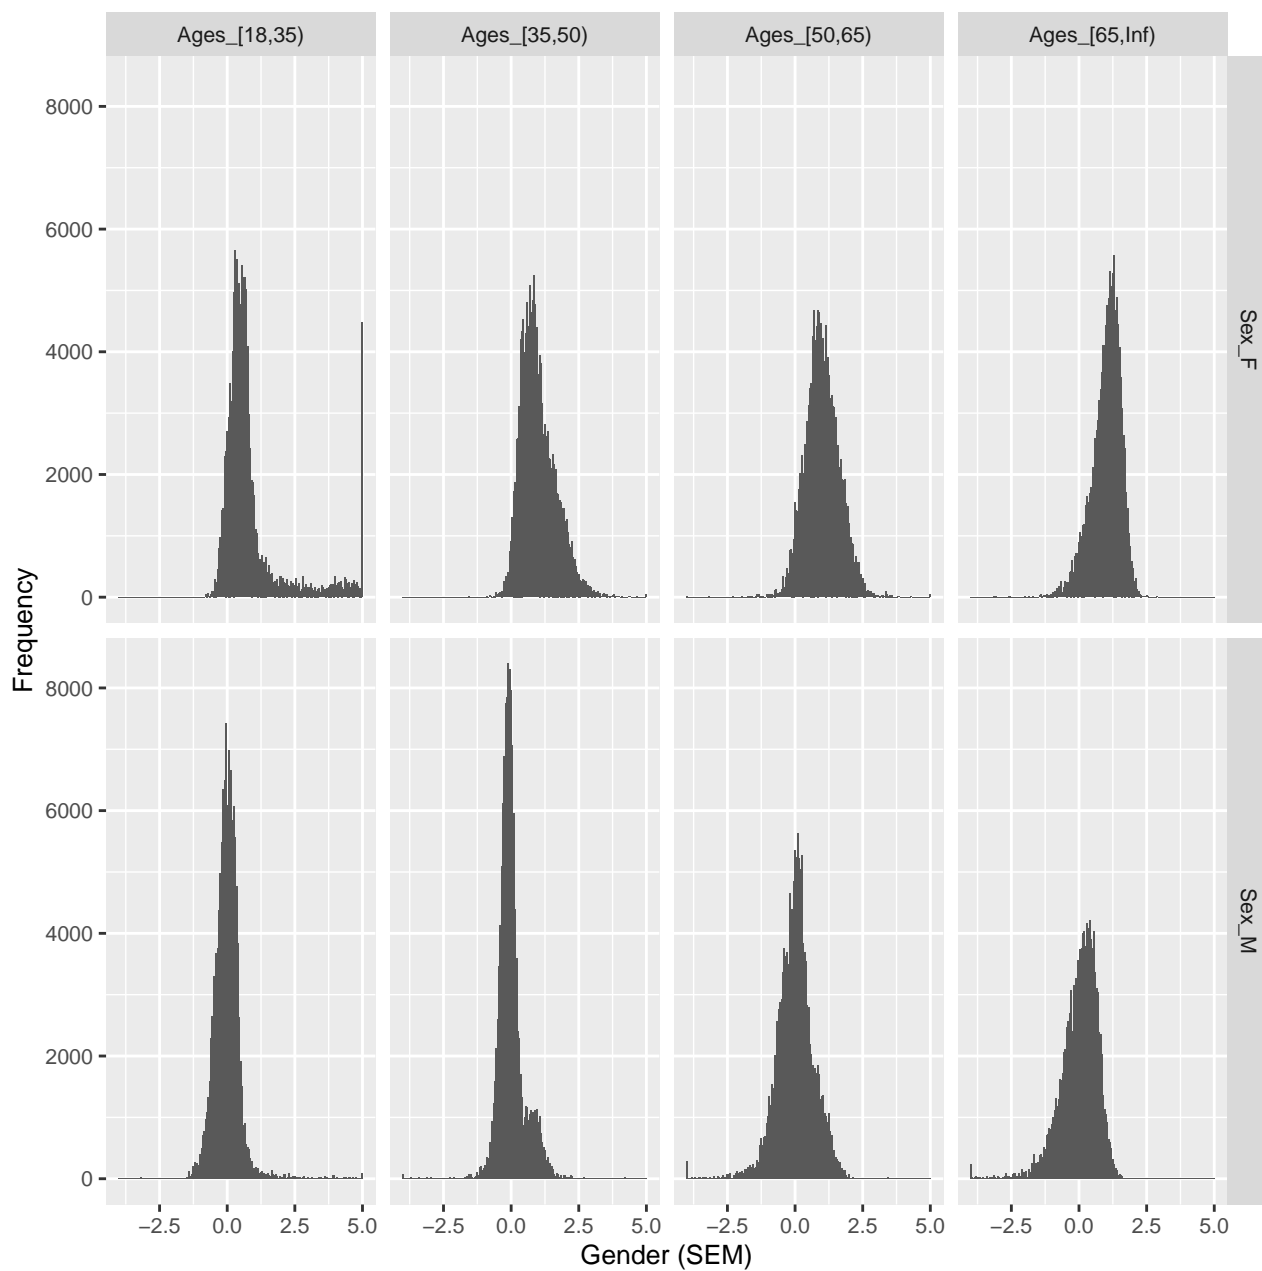 Ages_[18,35) Ages_[35,50) Ages_[50,65) Ages_[65,Inf)
8000
6000
4000
2000
0
Sex_F
Frequency
8000
6000
4000
2000
0
Sex_M
−2.5 0.0 2.5 5.0 −2.5 0.0 2.5 5.0 −2.5 0.0 2.5 5.0 −2.5 0.0 2.5 5.0
Gender (SEM)